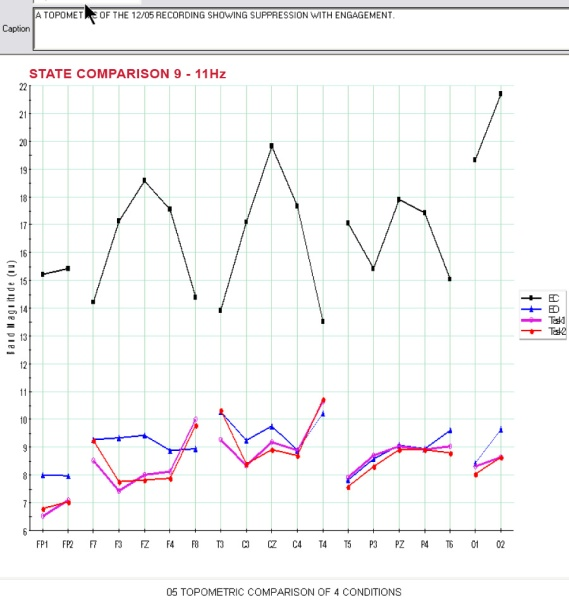 A TOPOMET OF THE 12/05 RECORDING SHOWING SUPPRESSION WITH ENGAGEMENT.
Caption
STATE COMPARISON 9 - 11Hz
22
21
20
19
18
17
16
15
14
13
12
11
10
9
8
7
6
Band Magnitude (uv)
EC
EO
Task1
Task2
FP1 FP2 F7 F3 FZ F4 F8 T3 C3 CZ C4 T4 T5 P3 PZ P4 T6 O1 O2
05 TOPOMETRIC COMPARISON OF 4 CONDITIONS